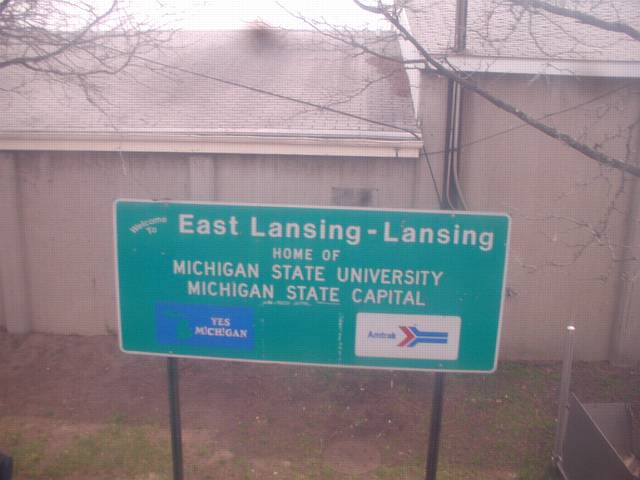 Welcome To
East Lansing - Lansing
HOME OF
MICHIGAN STATE UNIVERSITY
MICHIGAN STATE CAPITAL
YES
MICHIGAN
Amtrak